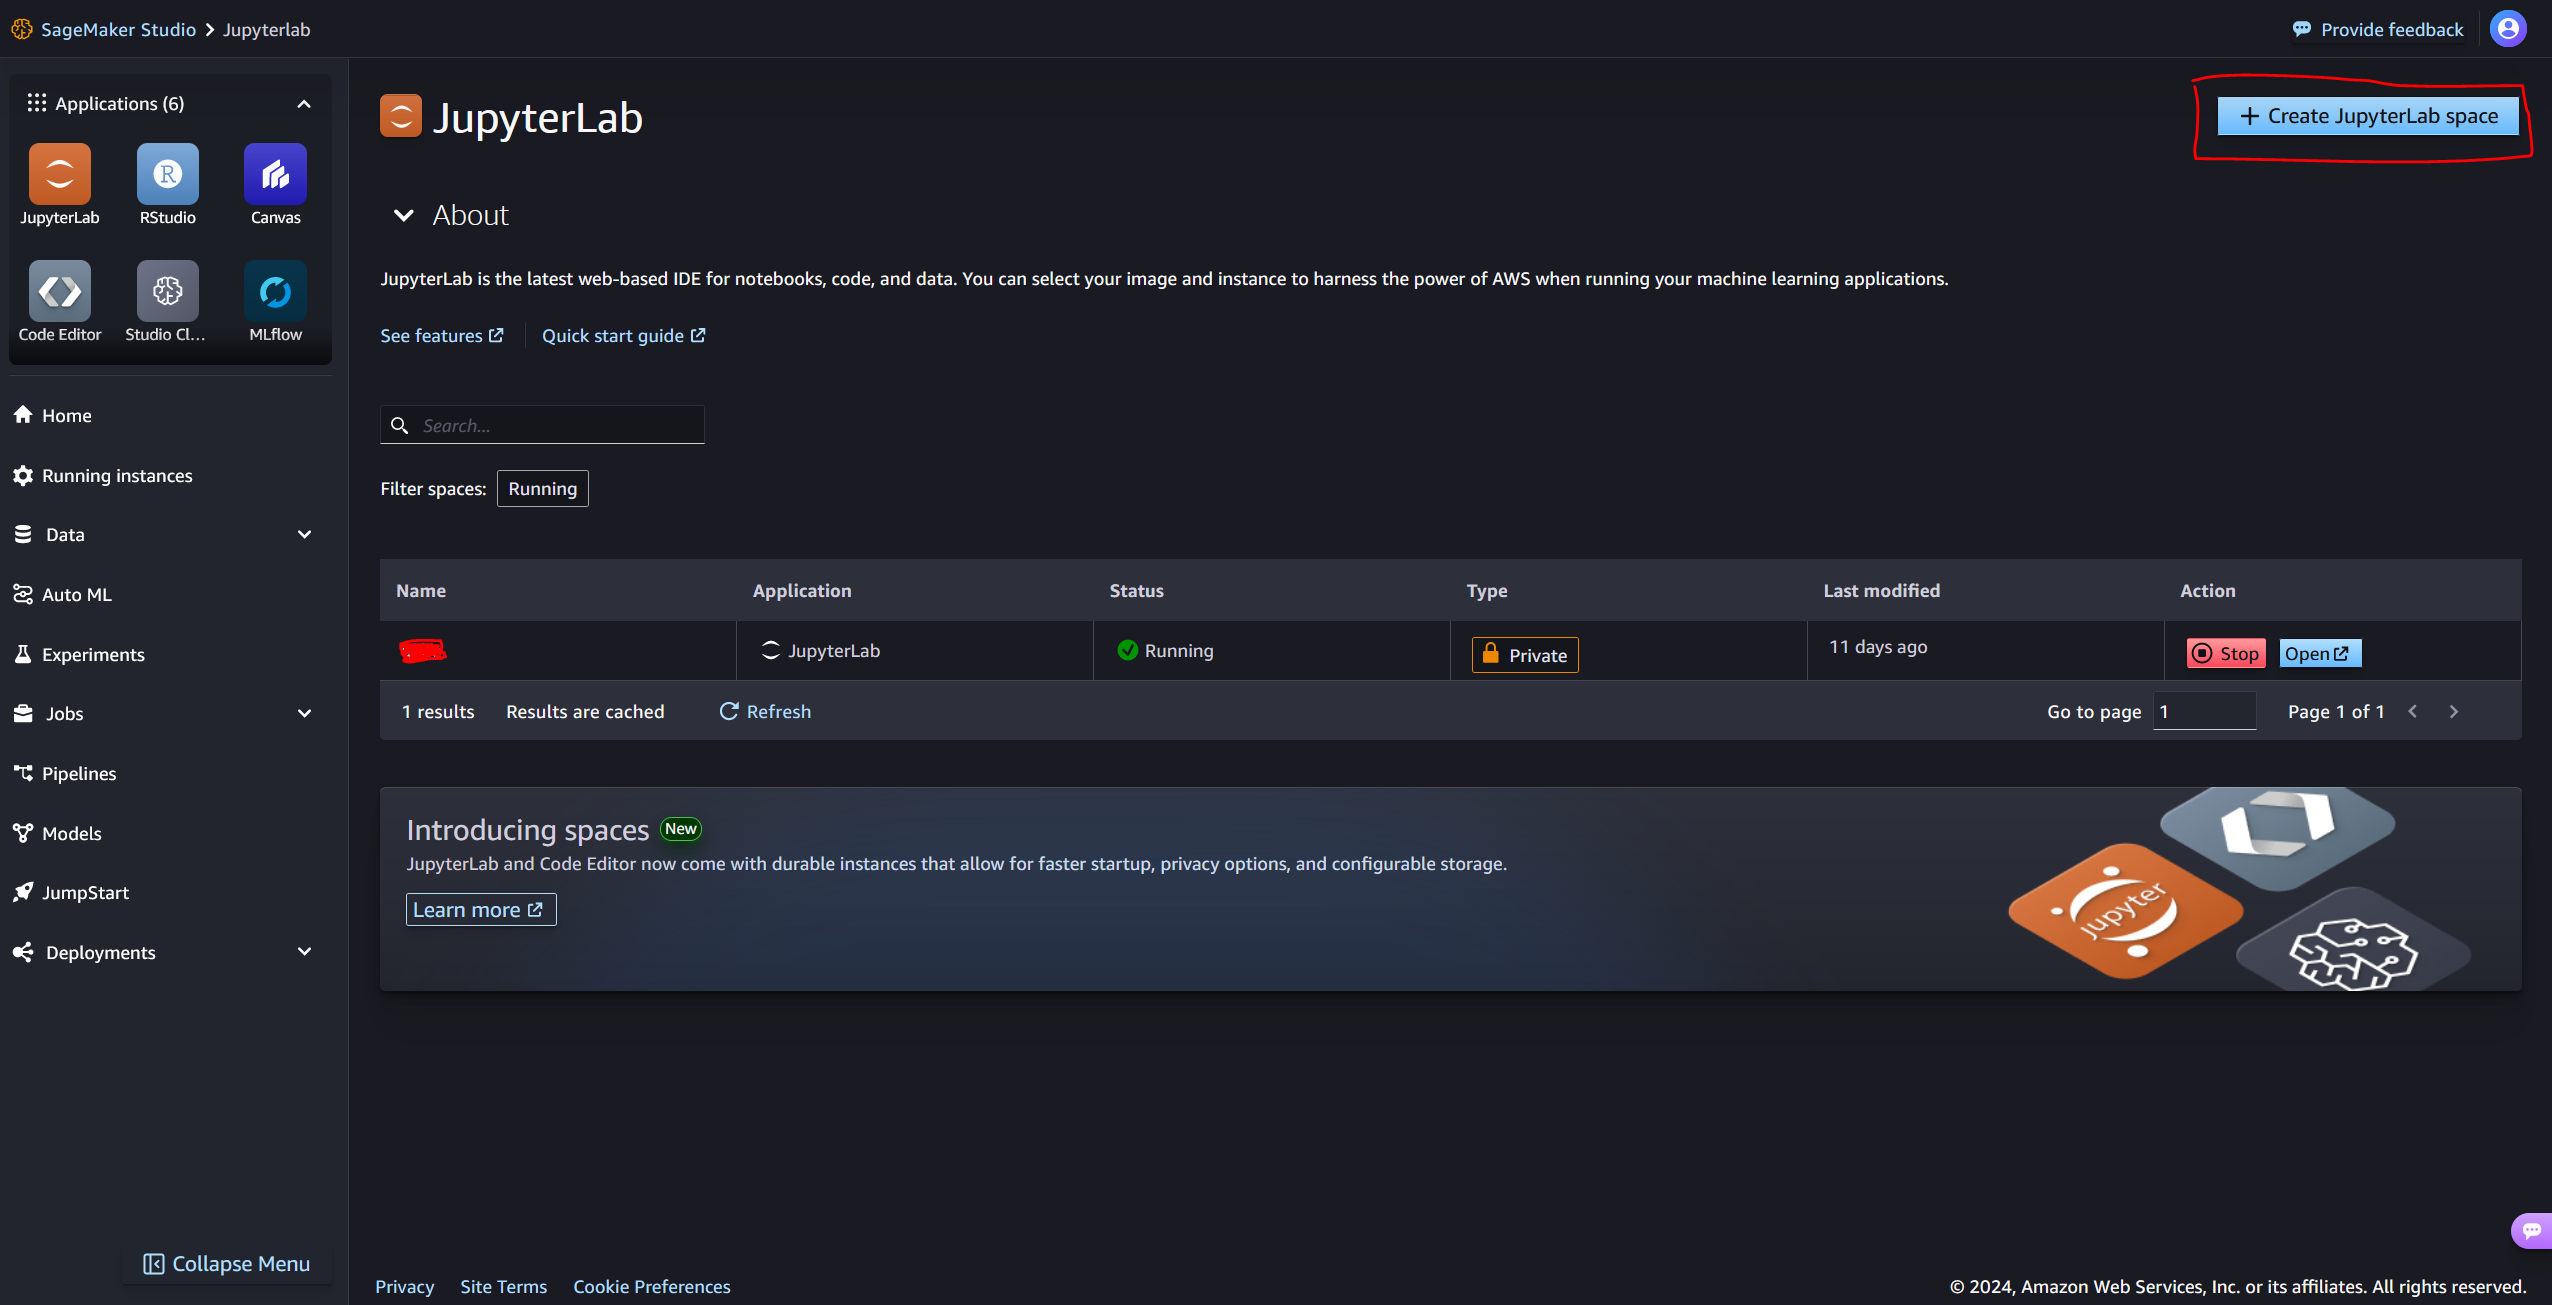 SageMaker Studio > Jupyterlab
Provide feedback
Applications (6)
JupyterLab
RStudio
Canvas
Code Editor
Studio Cl...
MLflow
Home
Running instances
Data
Auto ML
Experiments
Jobs
Pipelines
Models
JumpStart
Deployments
Collapse Menu
JupyterLab
+ Create JupyterLab space
About
JupyterLab is the latest web-based IDE for notebooks, code, and data. You can select your image and instance to harness the power of AWS when running your machine learning applications.
See features
Quick start guide
Search...
Filter spaces: Running
Name Application Status Type Last modified Action
JupyterLab Running Private 11 days ago Stop Open
1 results Results are cached Refresh Go to page 1 Page 1 of 1
Introducing spaces New
JupyterLab and Code Editor now come with durable instances that allow for faster startup, privacy options, and configurable storage.
Learn more
Jupyter
Privacy Site Terms Cookie Preferences
© 2024, Amazon Web Services, Inc. or its affiliates. All rights reserved.